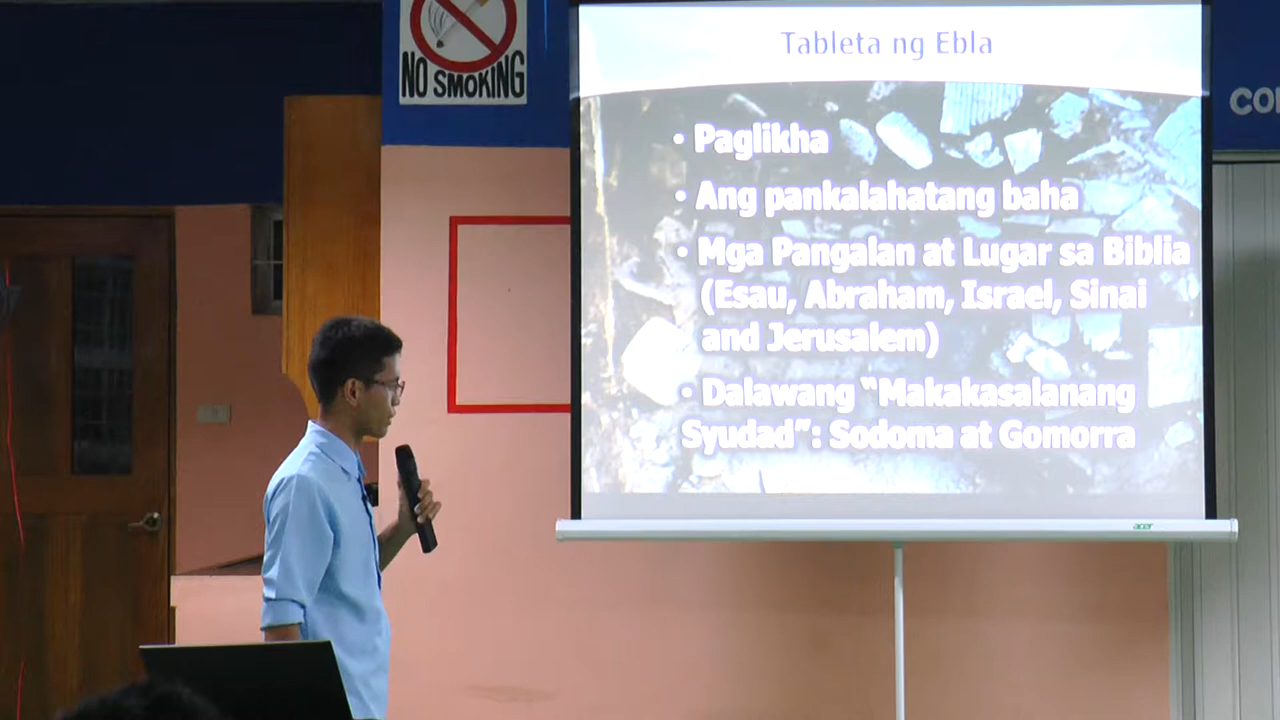 NO SMOKING
Tableta ng Ebla
• Paglikha
• Ang pankalahatang baha
• Mga Pangalan at Lugar sa Biblia
(Esau, Abraham, Israel, Sinai
and Jerusalem)
• Dalawang “Makakasalanang
Syudad”: Sodoma at Gomorra
acer